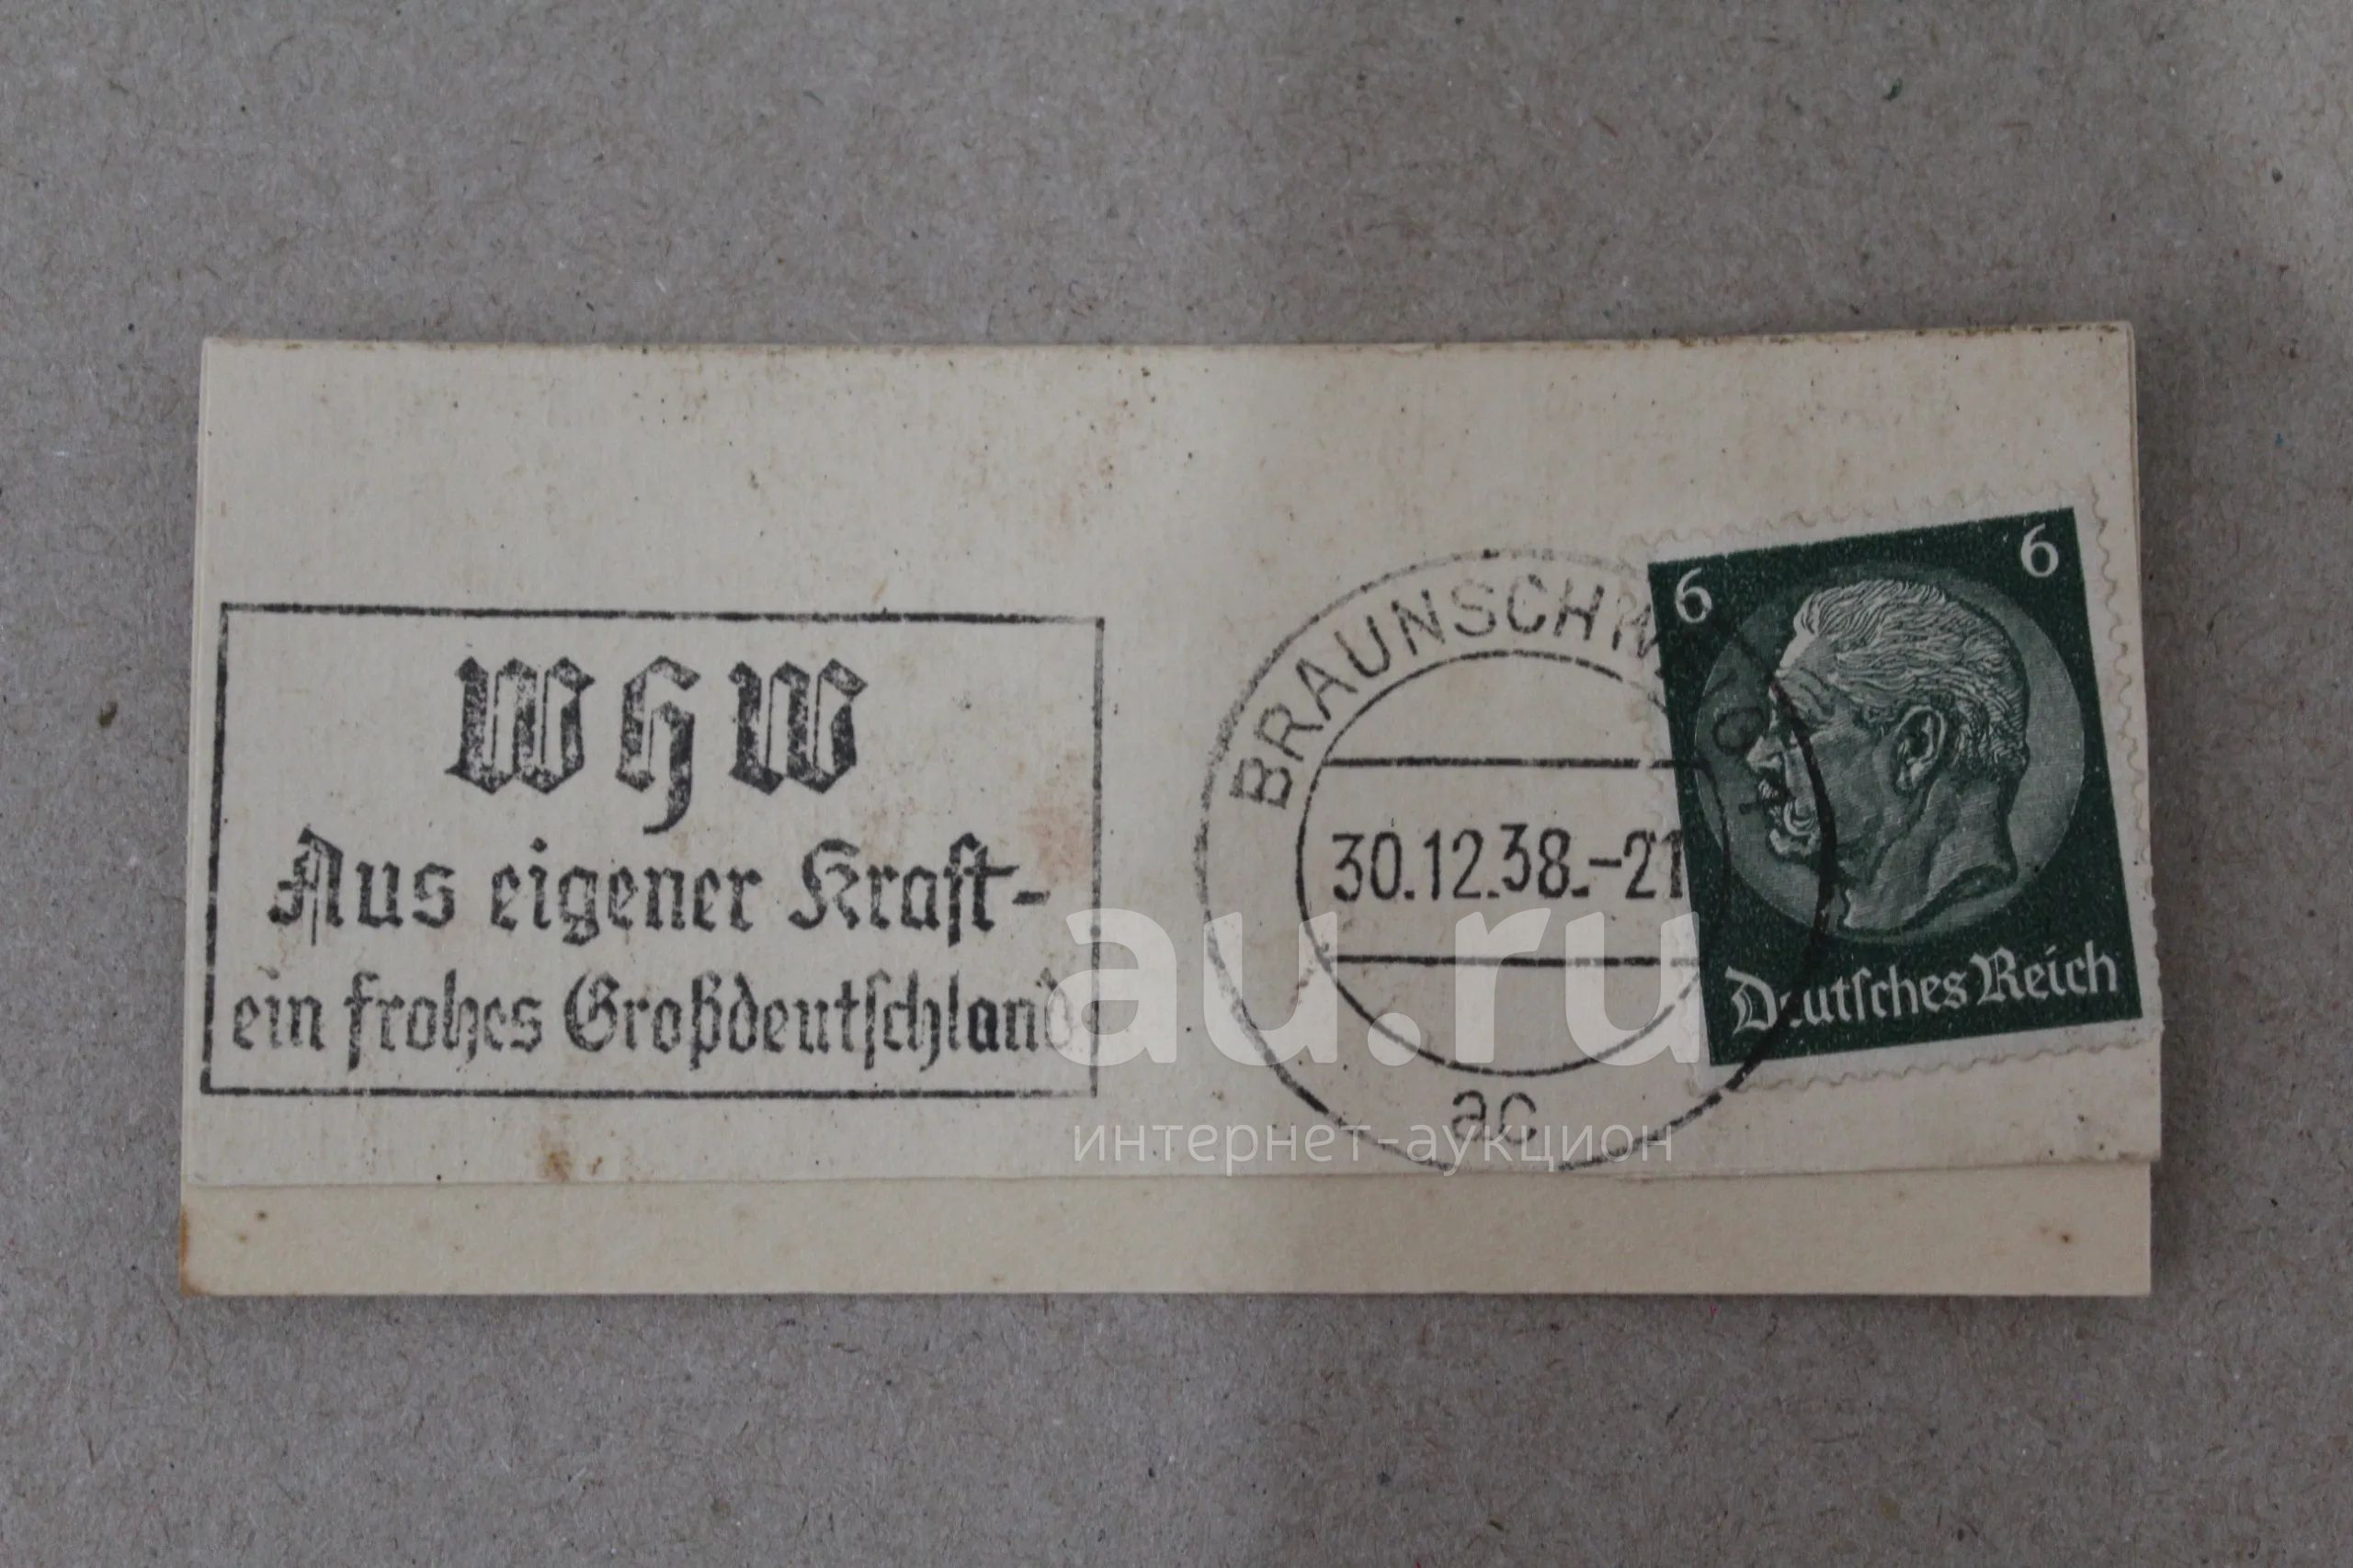 WHW
Aus eigener Kraft-
ein frohes Großdeutschland
BRAUNSCHWEIG
30.12.38.-21
ac
6
6
Deutsches Reich
au.ru
интернет-аукцион